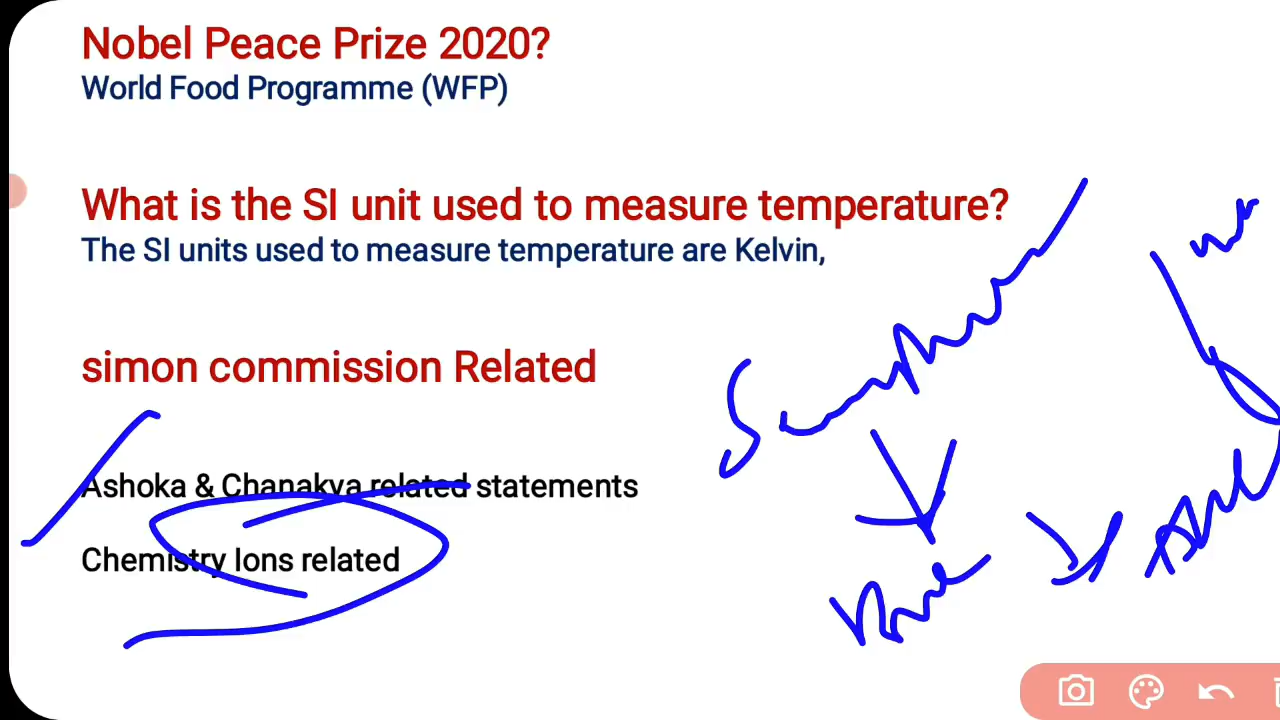 Nobel Peace Prize 2020?
World Food Programme (WFP)
What is the SI unit used to measure temperature?
The SI units used to measure temperature are Kelvin,
simon commission Related
Ashoka & Chanakya related statements
Chemistry Ions related